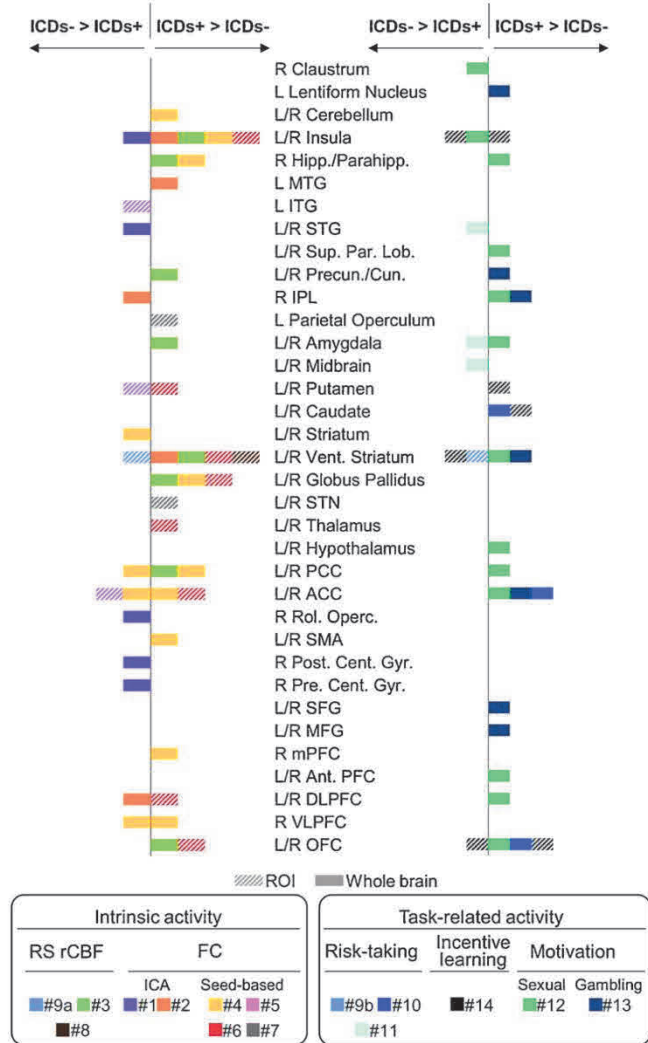 ICDs- > ICDs+ ICDs+ > ICDs- ICDs- > ICDs+ ICDs+ > ICDs-
R Claustrum
L Lentiform Nucleus
L/R Cerebellum
L/R Insula
R Hipp./Parahipp.
L MTG
L ITG
L/R STG
L/R Sup. Par. Lob.
L/R Precun./Cun.
R IPL
L Parietal Operculum
L/R Amygdala
L/R Midbrain
L/R Putamen
L/R Caudate
L/R Striatum
L/R Vent. Striatum
L/R Globus Pallidus
L/R STN
L/R Thalamus
L/R Hypothalamus
L/R PCC
L/R ACC
R Rol. Operc.
L/R SMA
R Post. Cent. Gyr.
R Pre. Cent. Gyr.
L/R SFG
L/R MFG
R mPFC
L/R Ant. PFC
L/R DLPFC
R VLPFC
L/R OFC
ROI Whole brain
Intrinsic activity
RS rCBF FC
ICA Seed-based
#9a #3 #1 #2 #4 #5
#8 #6 #7
Task-related activity
Risk-taking Incentive learning Motivation
Sexual Gambling
#9b #10 #14 #12 #13
#11